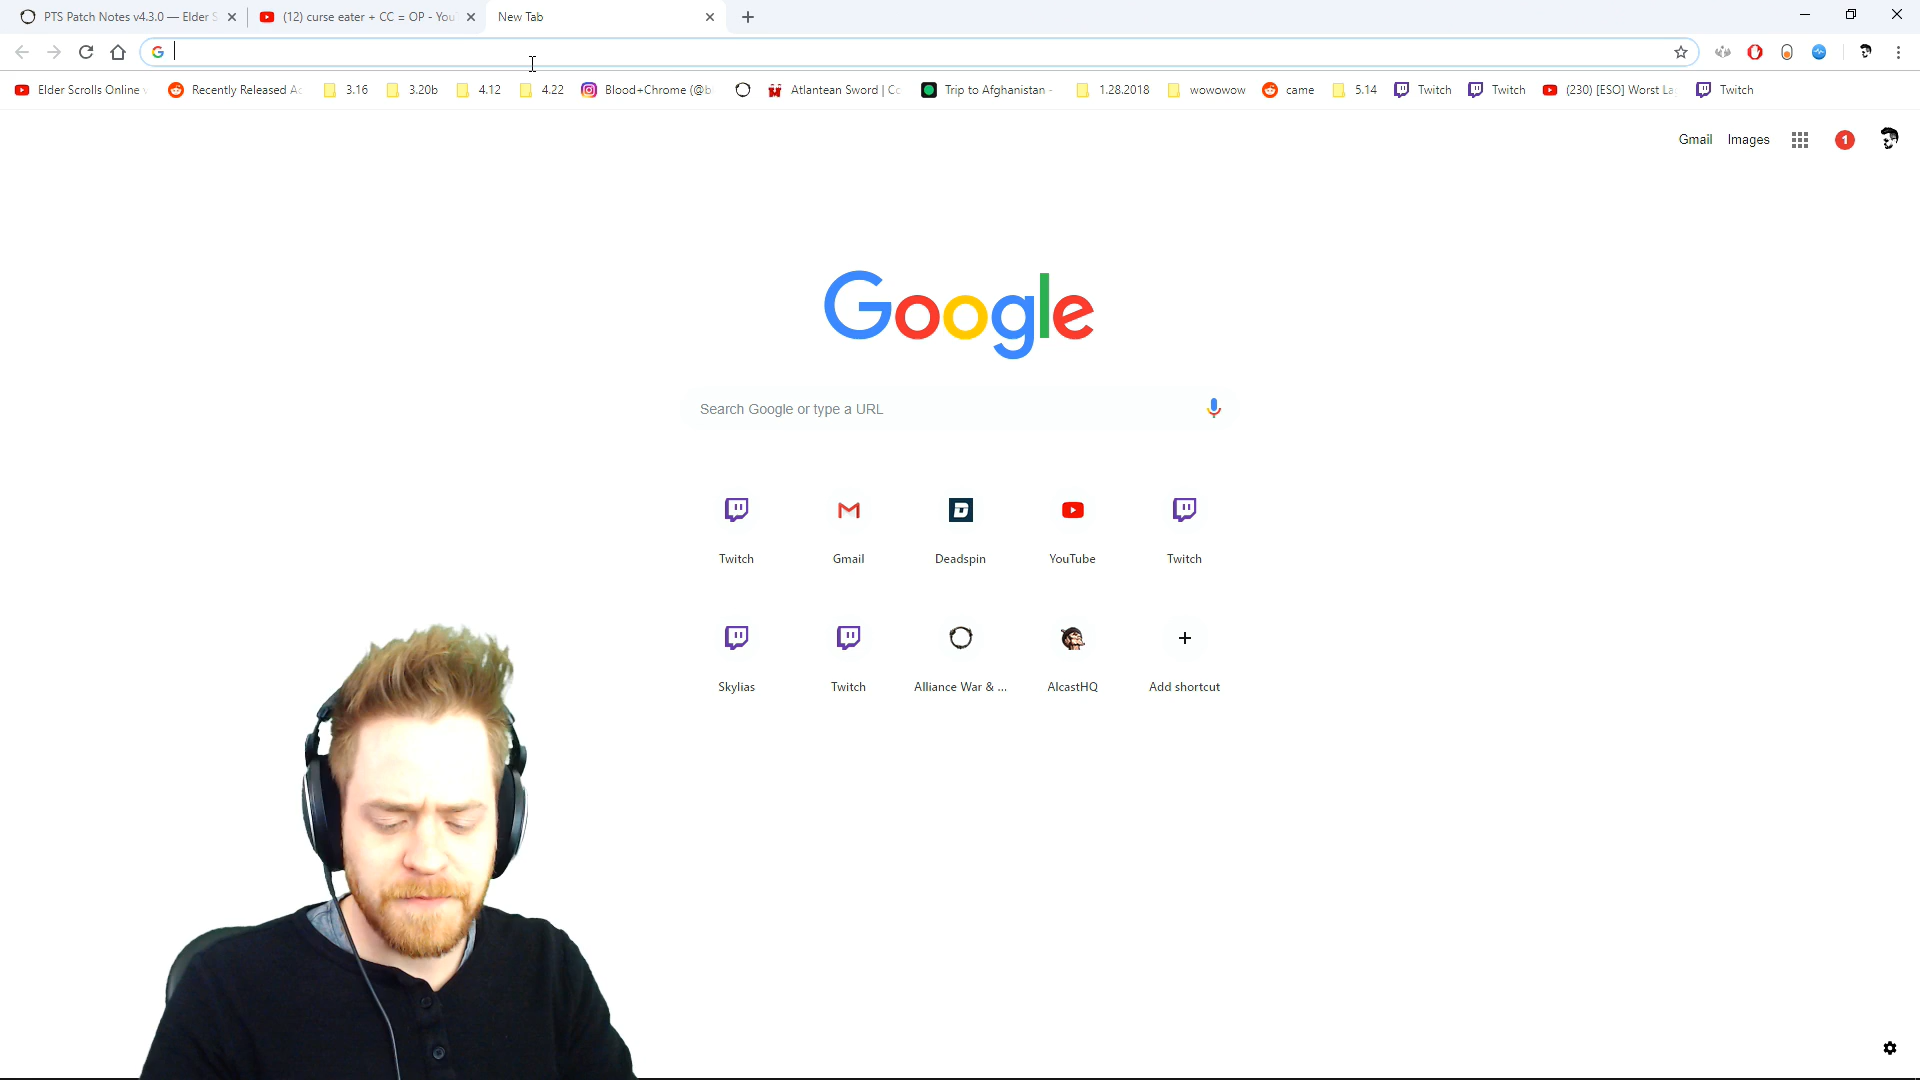 PTS Patch Notes v4.3.0 — Elder S
(12) curse eater + CC = OP - You
New Tab
Elder Scrolls Online
Recently Released Ac
3.16
3.20b
4.12
4.22
Blood+Chrome (@b
Atlantean Sword | Co
Trip to Afghanistan -
1.28.2018
wowowow
came
5.14
Twitch
Twitch
(230) [ESO] Worst La
Twitch
Gmail
Images
1
Google
Search Google or type a URL
Twitch
Gmail
Deadspin
YouTube
Twitch
Skylias
Twitch
Alliance War & ...
AlcastHQ
Add shortcut